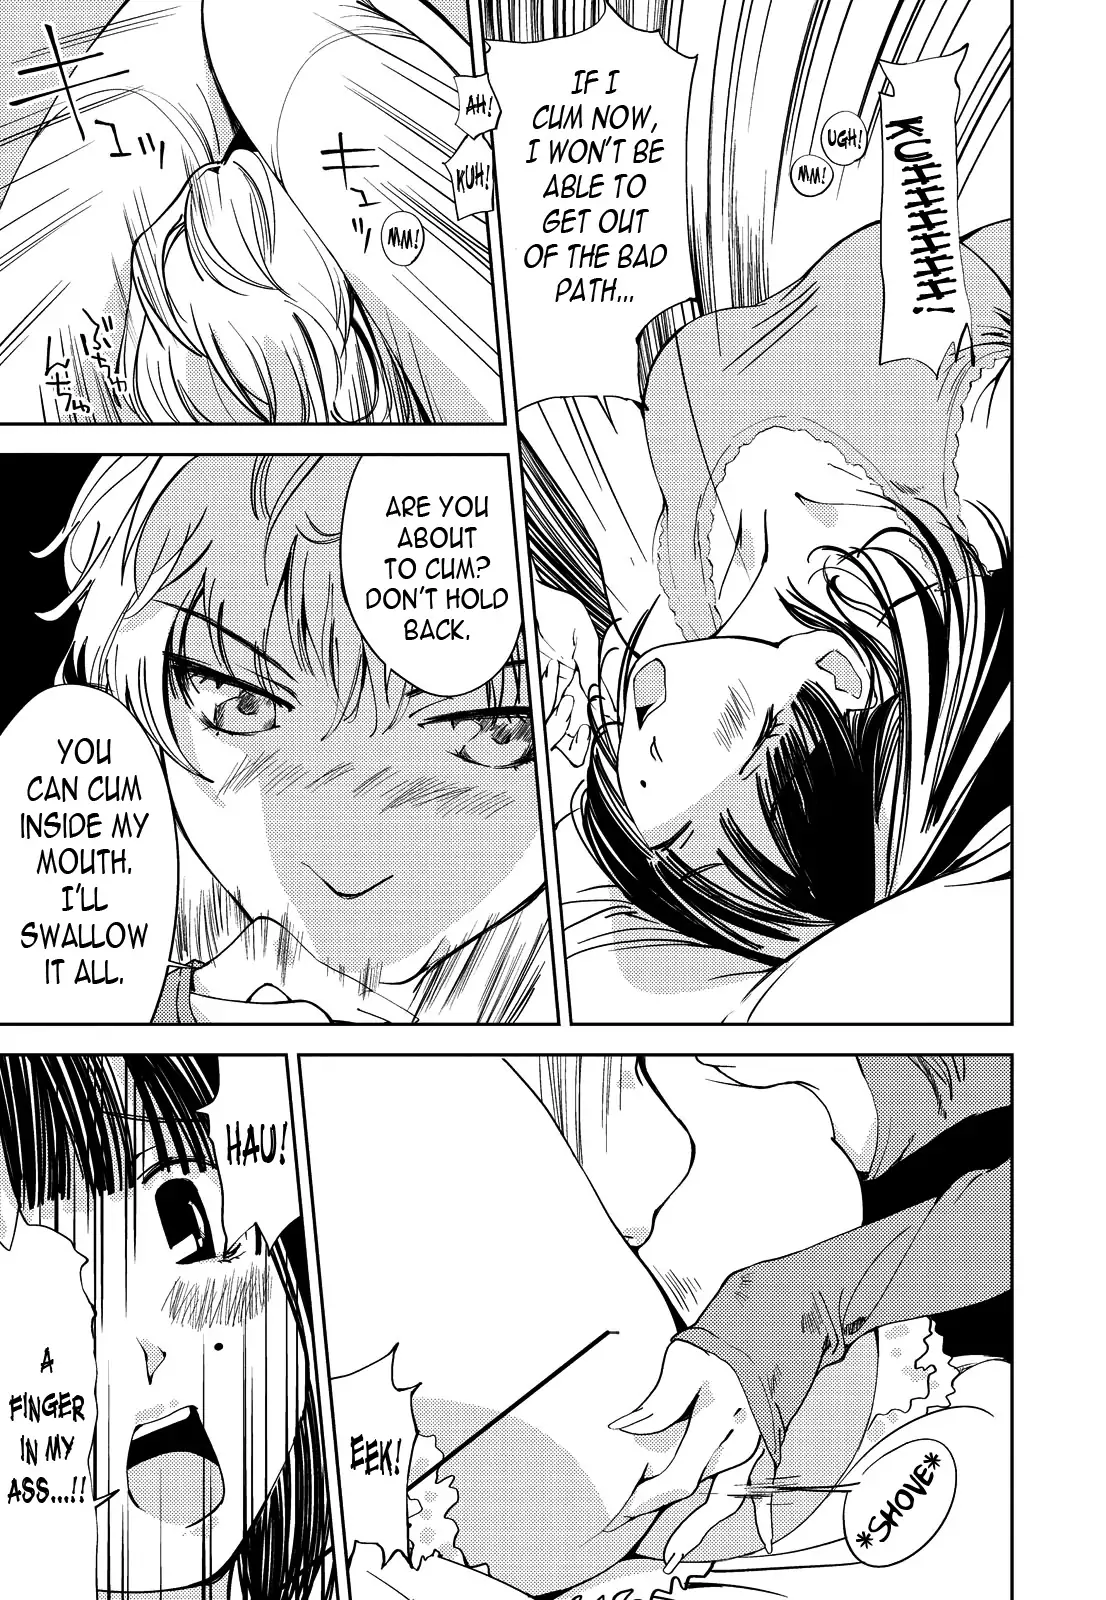 KUHHHHHHH!
UGH!
MM!
IF I
CUM NOW,
I WON'T BE
ABLE TO
GET OUT
OF THE BAD
PATH...
AH!
KUH!
MM!
ARE YOU
ABOUT
TO CUM?
DON'T HOLD
BACK.
YOU
CAN CUM
INSIDE MY
MOUTH.
I'LL
SWALLOW
IT ALL.
*SHOVE*
EEK!
HAU!
A
FINGER
IN MY
ASS...!!